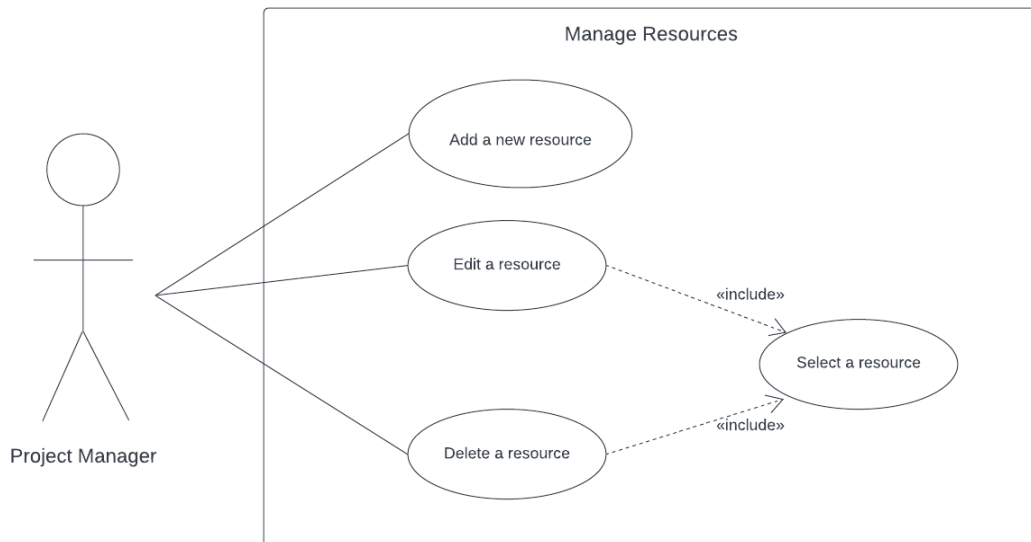 Manage Resources
Add a new resource
Edit a resource
«include»
Select a resource
«include»
Delete a resource
Project Manager